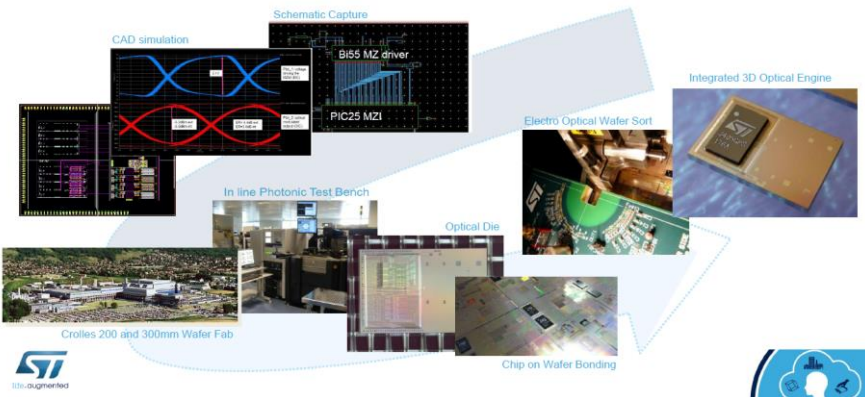 Schematic Capture
CAD simulation
Bi55 MZ driver
PIC25 MZI
Integrated 3D Optical Engine
Electro Optical Wafer Sort
In line Photonic Test Bench
Optical Die
Crolles 200 and 300mm Wafer Fab
Chip on Wafer Bonding
ST
life.augmented